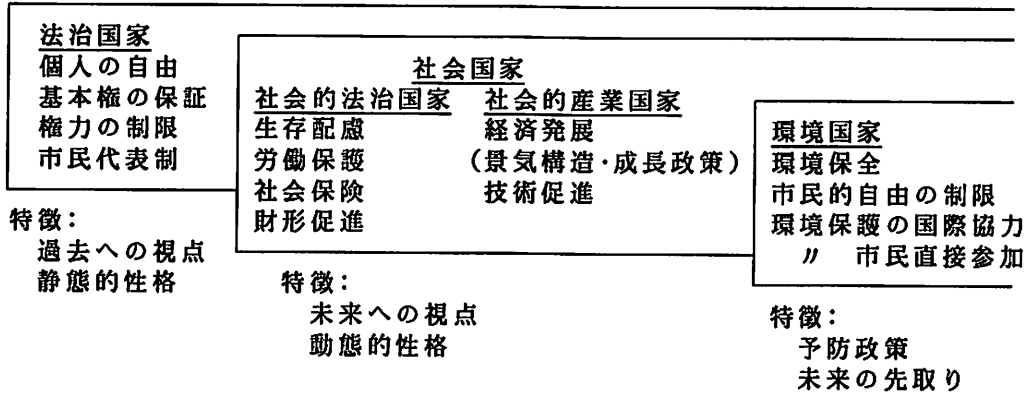 法治国家
個人の自由
基本権の保証
権力の制限
市民代表制
特徴：
過去への視点
静態的性格
社会国家
社会的法治国家
生存配慮
労働保護
社会保険
財形促進
社会的産業国家
経済発展
（景気構造・成長政策）
技術促進
特徴：
未来への視点
動態的性格
環境国家
環境保全
市民的自由の制限
環境保護の国際協力
〃 市民直接参加
特徴：
予防政策
未来の先取り